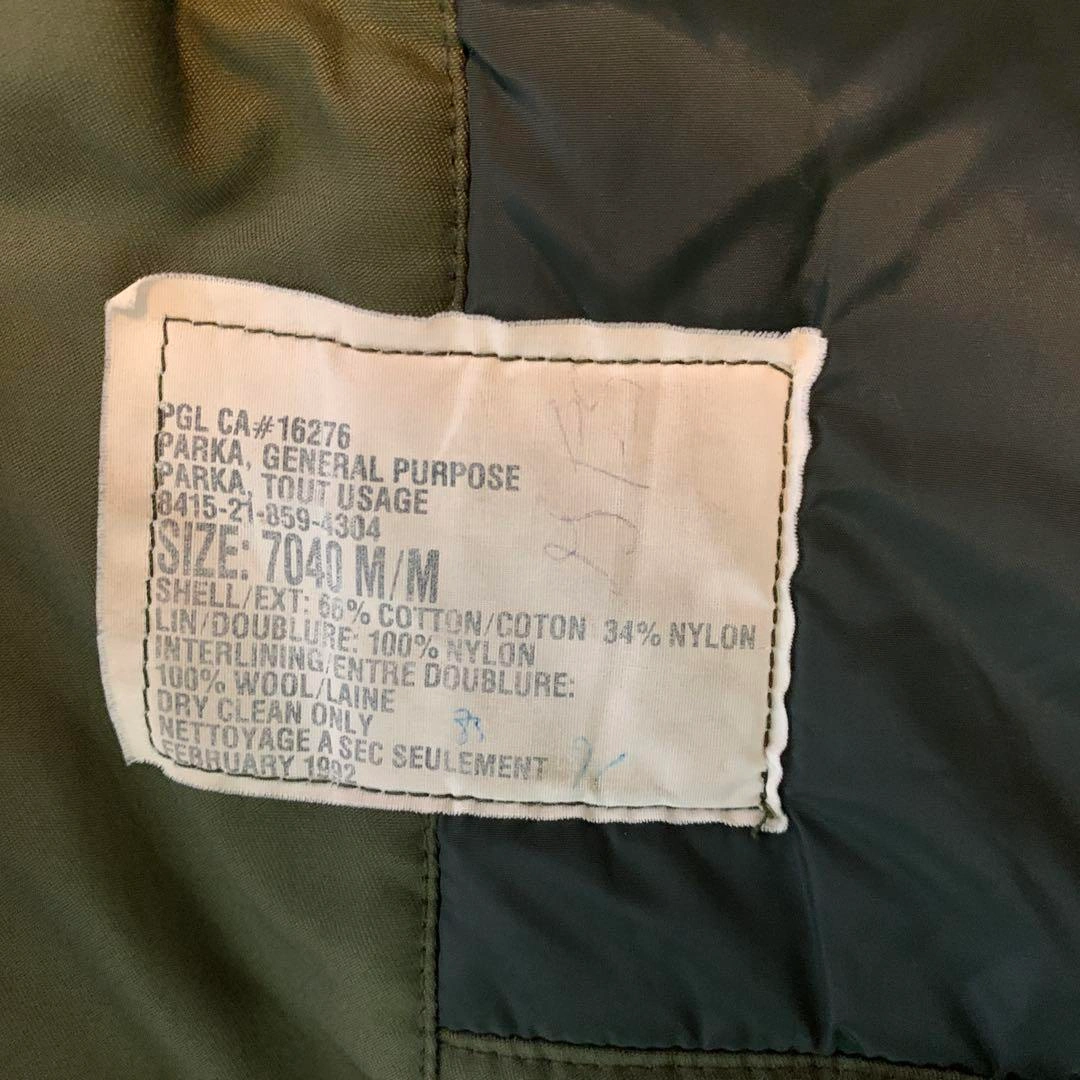 PGL CA#16276
PARKA, GENERAL PURPOSE
PARKA, TOUT USAGE
8415-21-859-4304
SIZE: 7040 M/M
SHELL/EXT: 66% COTTON/COTON 34% NYLON
LIN/DOUBLURE: 100% NYLON
INTERLINING/ENTRE DOUBLURE:
100% WOOL/LAINE
DRY CLEAN ONLY
NETTOYAGE A SEC SEULEMENT
FEBRUARY 1992